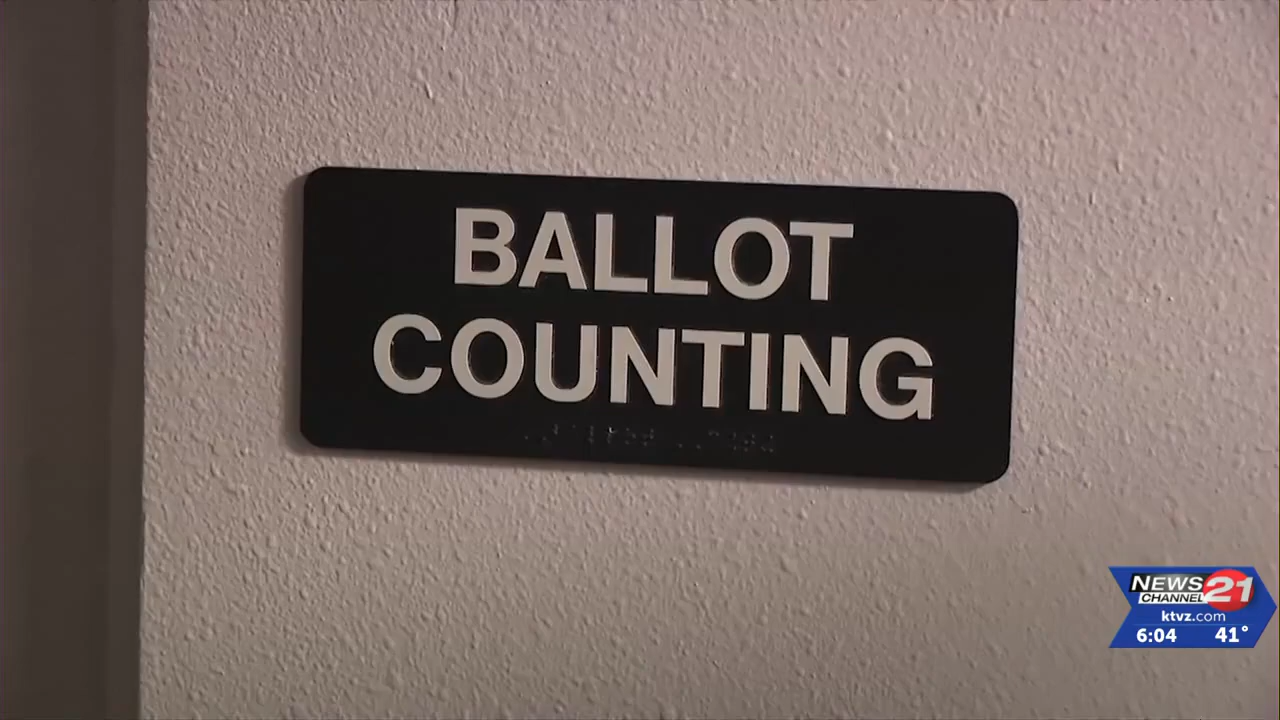 BALLOT
COUNTING
NEWS
CHANNEL 21
ktvz.com
6:04 41°